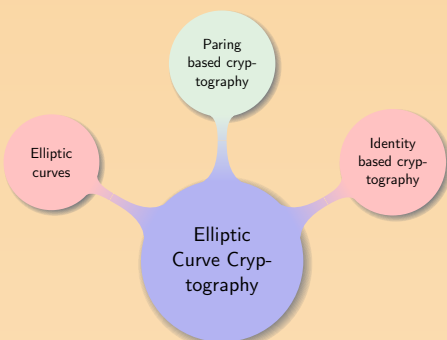 Paring
based cryp-
tography
Elliptic
curves
Identity
based cryp-
tography
Elliptic
Curve Cryp-
tography